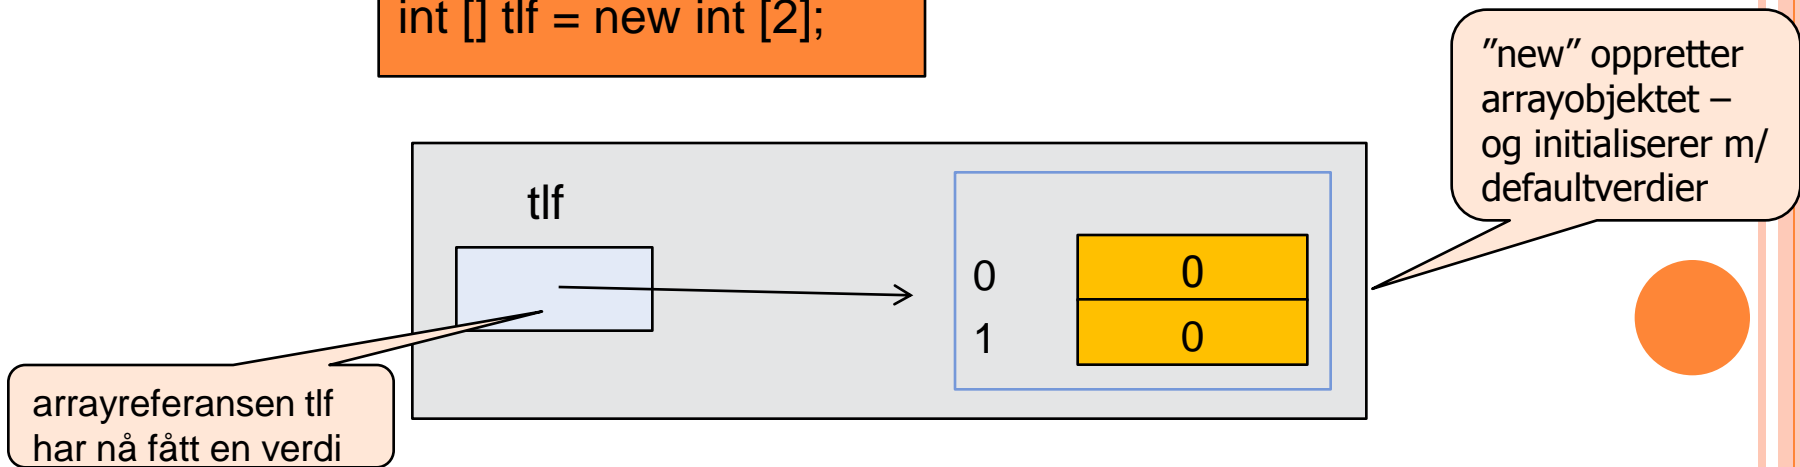 int [] tlf = new int [2];
”new” oppretter
arrayobjektet –
og initialiserer m/
defaultverdier
tlf
0 0
1 0
arrayreferansen tlf
har nå fått en verdi